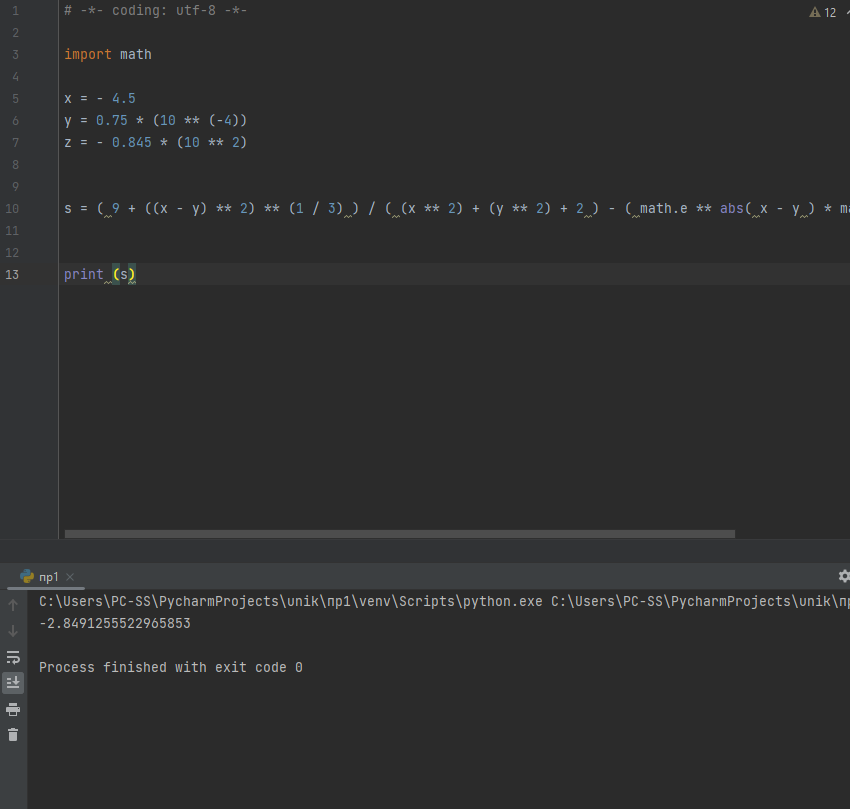 1 # -*- coding: utf-8 -*-
12
2
3 import math
4
5 x = - 4.5
6 y = 0.75 * (10 ** (-4))
7 z = - 0.845 * (10 ** 2)
8
9
10 s = ( 9 + ((x - y) ** 2) ** (1 / 3) ) / ( (x ** 2) + (y ** 2) + 2 ) - ( math.e ** abs( x - y ) * ma
11
12
13 print (s)
пр1
C:\Users\PC-SS\PycharmProjects\unik\пр1\venv\Scripts\python.exe C:\Users\PC-SS\PycharmProjects\unik\пр
-2.8491255522965853
Process finished with exit code 0